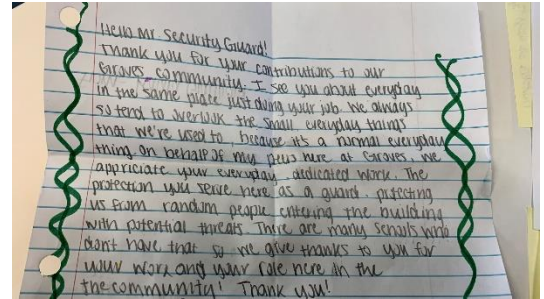 Hello Mr. Security Guard!
Thank you for your contributions to our
Groves community. I see you about everyday
in the same place just doing your job. We always
so tend to overlook the small everyday things
that we're used to, because it's a normal everyday
thing. On behalf of my peers here at Groves, we
appriciate your everyday dedicated work. The
protection you serve here as a guard, protecting
us from random people entering the building
with potential threats. There are many schools who
don't have that so we give thanks to you for
your work and your role here in the
the community! Thank you!